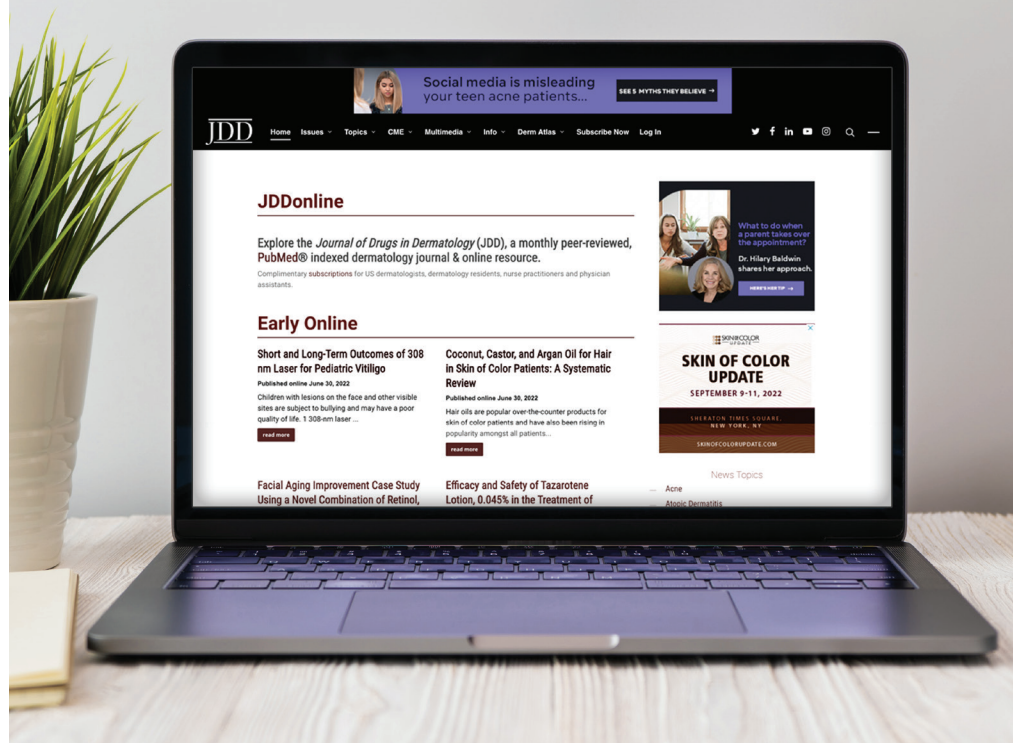 Social media is misleading
your teen acne patients...
SEE 5 MYTHS THEY BELIEVE →
JDD
Home Issues Topics CME Multimedia Info Derm Atlas Subscribe Now Log In
JDDonline
Explore the Journal of Drugs in Dermatology (JDD), a monthly peer-reviewed,
PubMed® indexed dermatology journal & online resource.
Complimentary subscriptions for US dermatologists, dermatology residents, nurse practitioners and physician
assistants.
Early Online
Short and Long-Term Outcomes of 308
nm Laser for Pediatric Vitiligo
Published online June 30, 2022
Children with lesions on the face and other visible
sites are subject to bullying and may have a poor
quality of life. 1 308-nm laser ...
read more
Coconut, Castor, and Argan Oil for Hair
in Skin of Color Patients: A Systematic
Review
Published online June 30, 2022
Hair oils are popular over-the-counter products for
skin of color patients and have also been rising in
popularity amongst all patients...
read more
Facial Aging Improvement Case Study
Using a Novel Combination of Retinol,
Efficacy and Safety of Tazarotene
Lotion, 0.045% in the Treatment of
What to do when
a parent takes over
the appointment?
Dr. Hilary Baldwin
shares her approach.
HERE'S HER TIP →
SKIN OF COLOR
UPDATE
SKIN OF COLOR
UPDATE
SEPTEMBER 9-11, 2022
SHERATON TIMES SQUARE,
NEW YORK, NY
SKINOFCOLORUPDATE.COM
News Topics
... Acne
... Atopic Dermatitis